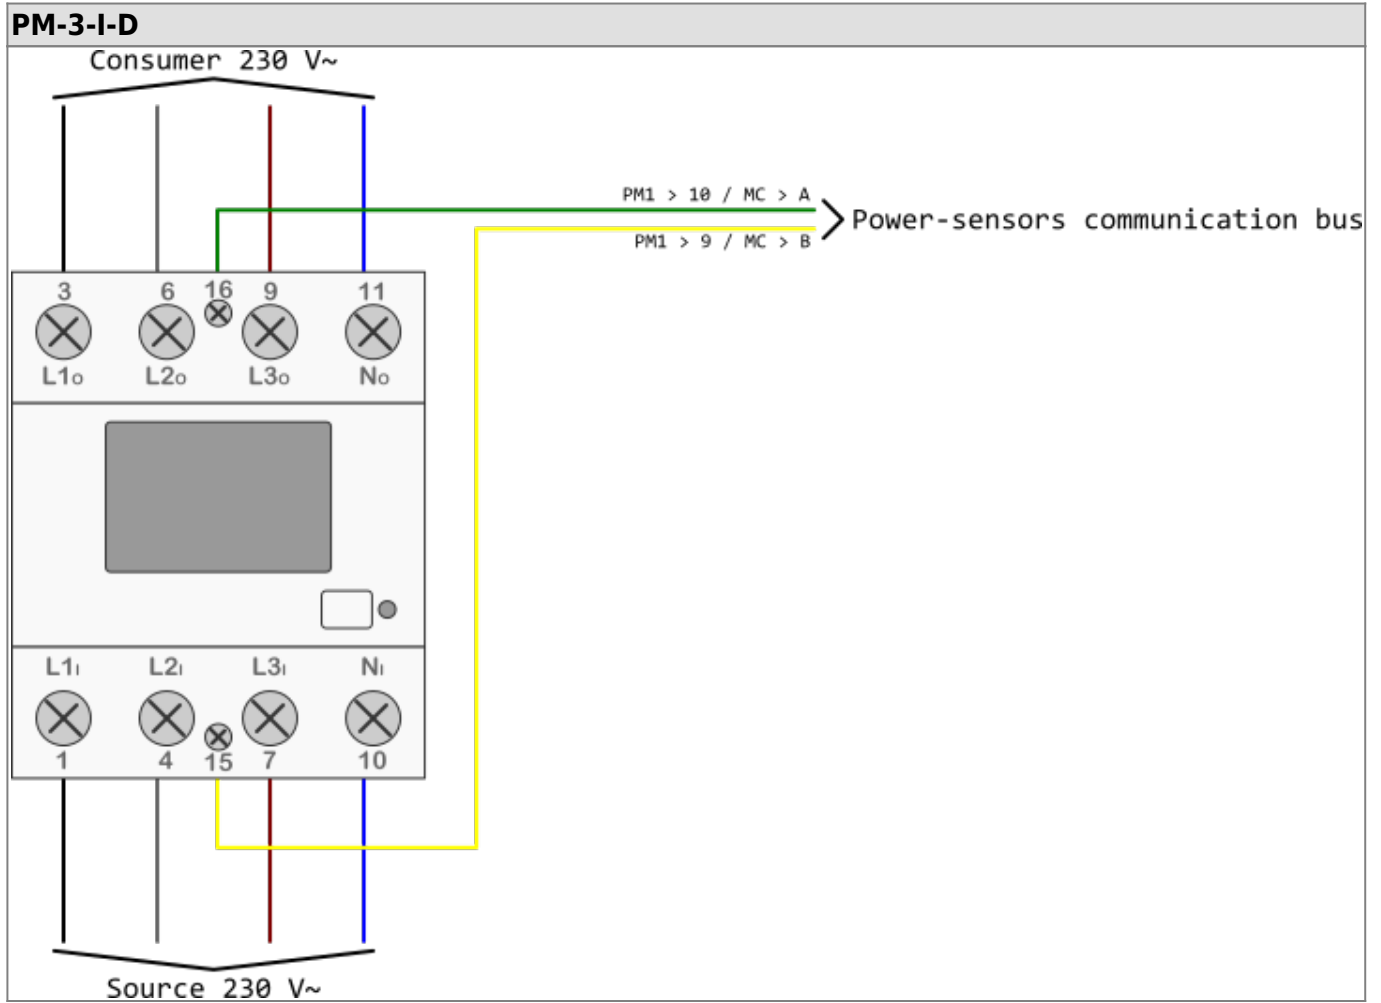 PM-3-I-D
Consumer 230 V~
PM1 > 10 / MC > A
Power-sensors communication bus
PM1 > 9 / MC > B
3 6 16 9 11
L1o L2o L3o No
L1I L2I L3I NI
1 4 15 7 10
Source 230 V~